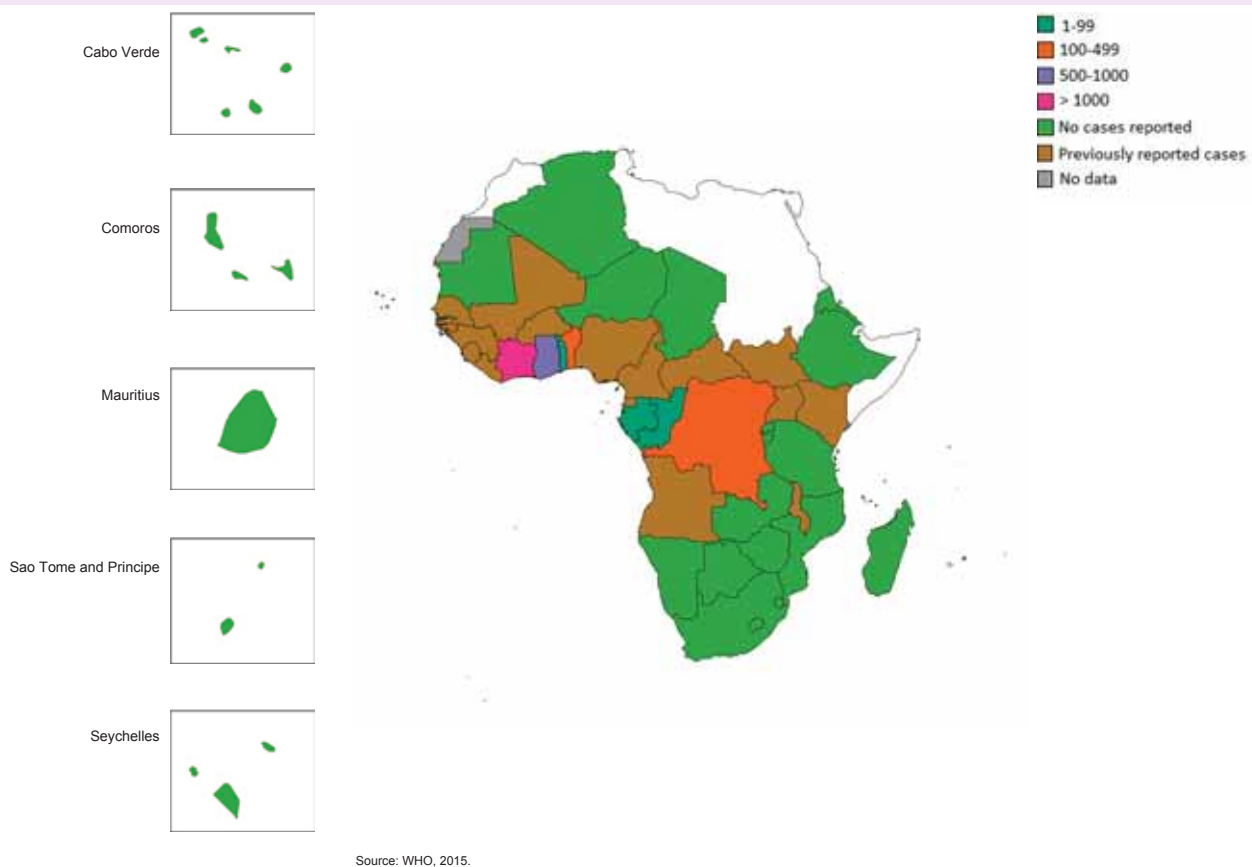 Cabo Verde
Comoros
Mauritius
Sao Tome and Principe
Seychelles
1-99
100-499
500-1000
> 1000
No cases reported
Previously reported cases
No data
Source: WHO, 2015.